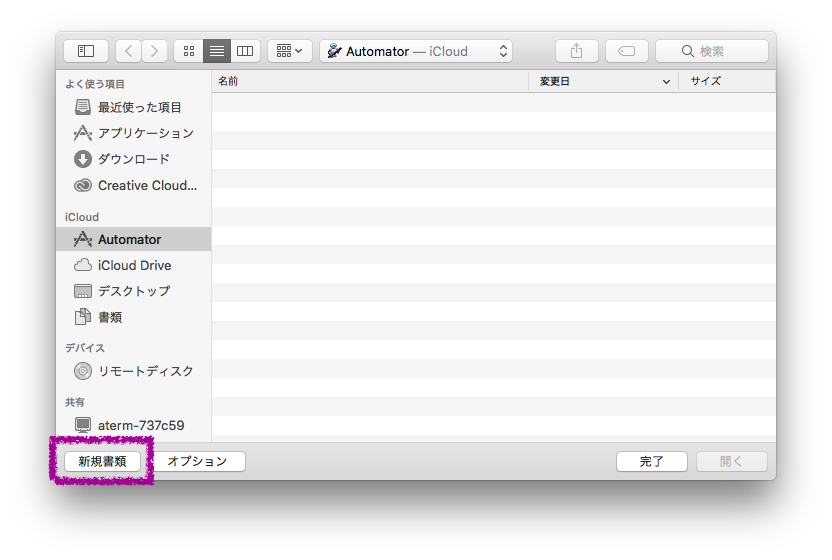 Automator — iCloud
検索
よく使う項目
最近使った項目
アプリケーション
ダウンロード
Creative Cloud...
iCloud
Automator
iCloud Drive
デスクトップ
書類
デバイス
リモートディスク
共有
aterm-737c59
名前
変更日
サイズ
新規書類
オプション
完了
開く